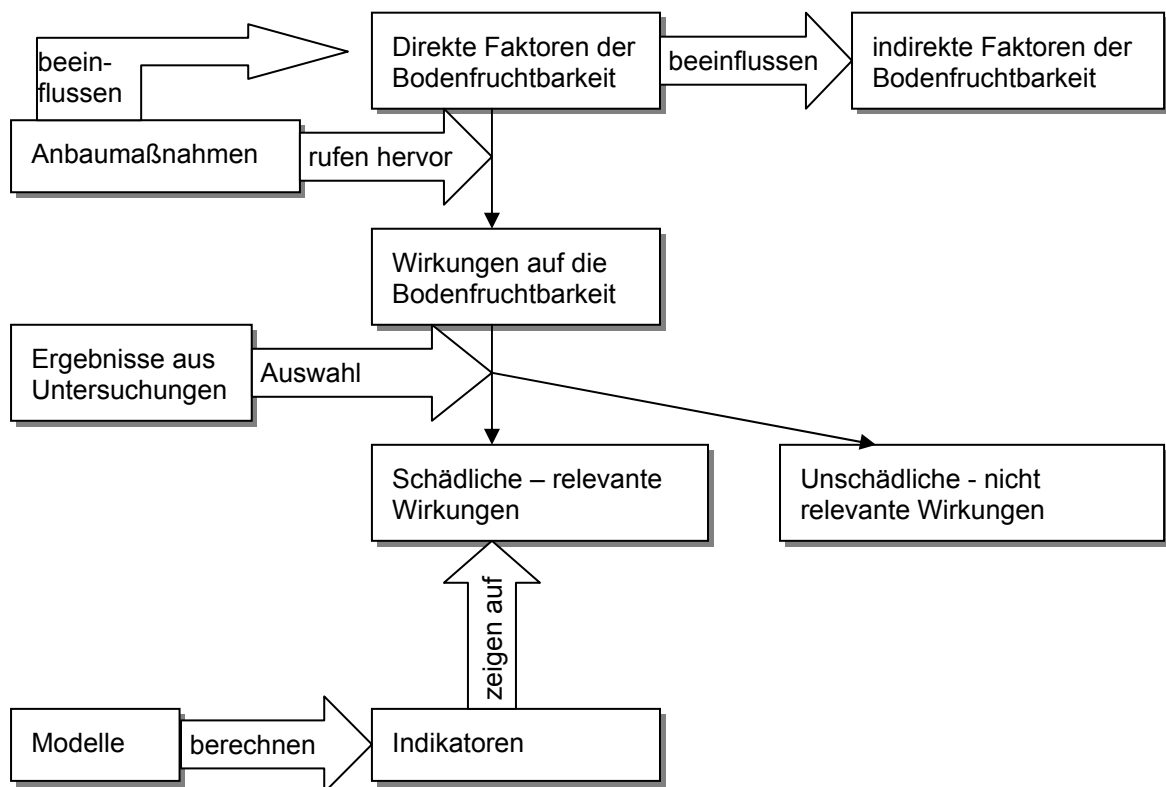 beein-
flussen
Direkte Faktoren der
Bodenfruchtbarkeit
beeinflussen
indirekte Faktoren der
Bodenfruchtbarkeit
Anbaumaßnahmen
rufen hervor
Wirkungen auf die
Bodenfruchtbarkeit
Ergebnisse aus
Untersuchungen
Auswahl
Schädliche – relevante
Wirkungen
Unschädliche - nicht
relevante Wirkungen
zeigen auf
Modelle
berechnen
Indikatoren